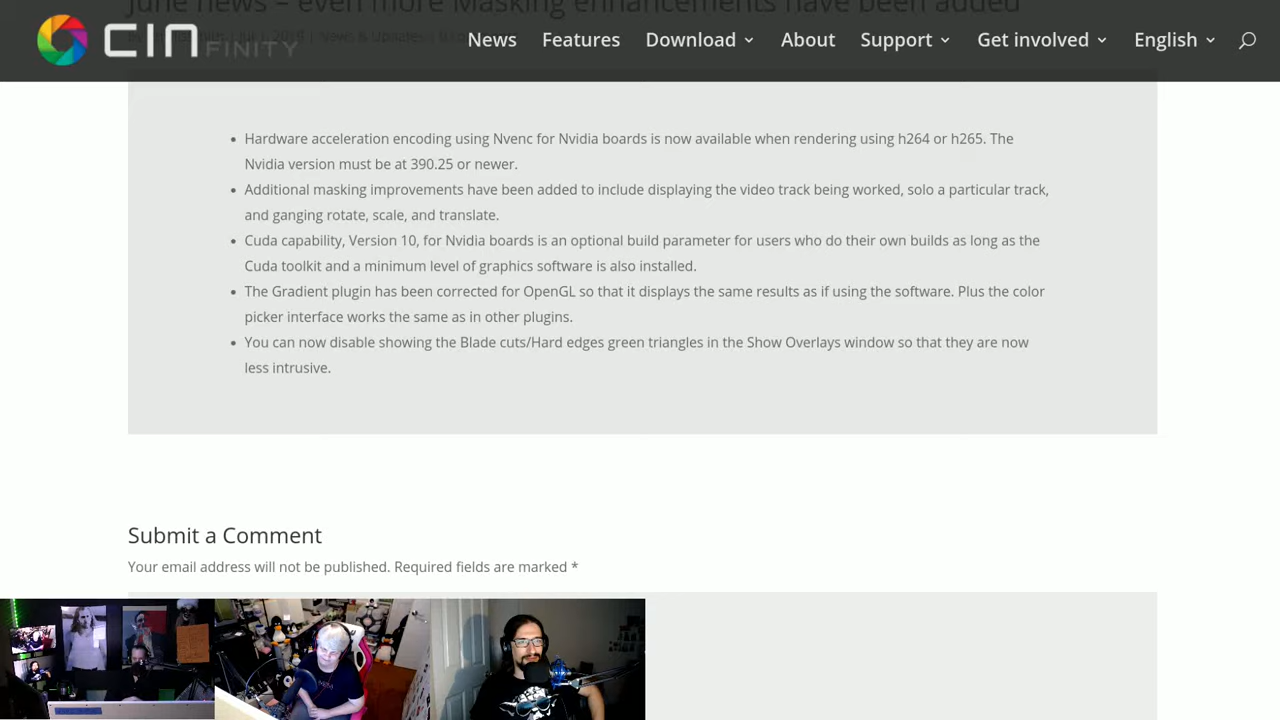 June news – even more Masking enhancements have been added
CIN
FINITY
News
Features
Download
About
Support
Get involved
English
Hardware acceleration encoding using Nvenc for Nvidia boards is now available when rendering using h264 or h265. The
Nvidia version must be at 390.25 or newer.
Additional masking improvements have been added to include displaying the video track being worked, solo a particular track,
and ganging rotate, scale, and translate.
Cuda capability, Version 10, for Nvidia boards is an optional build parameter for users who do their own builds as long as the
Cuda toolkit and a minimum level of graphics software is also installed.
The Gradient plugin has been corrected for OpenGL so that it displays the same results as if using the software. Plus the color
picker interface works the same as in other plugins.
You can now disable showing the Blade cuts/Hard edges green triangles in the Show Overlays window so that they are now
less intrusive.
Submit a Comment
Your email address will not be published. Required fields are marked *